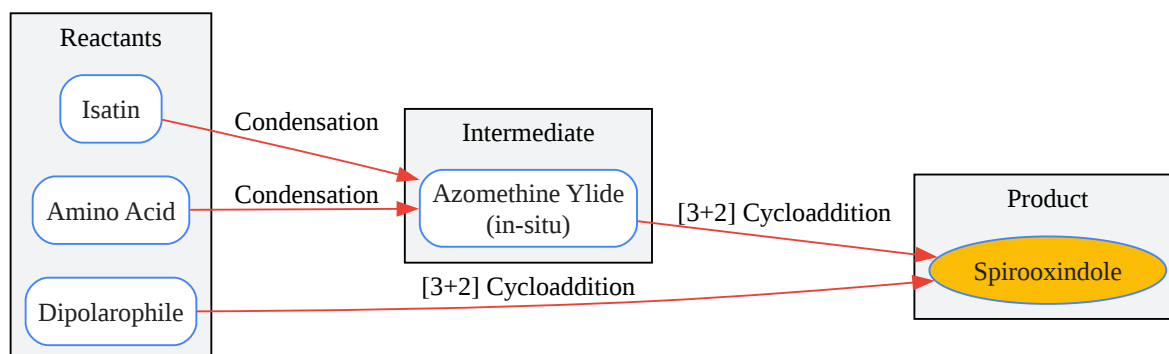 Reactants
Isatin
Amino Acid
Dipolarophile
Condensation
Condensation
[3+2] Cycloaddition
Intermediate
Azomethine Ylide
(in-situ)
[3+2] Cycloaddition
Product
Spirooxindole